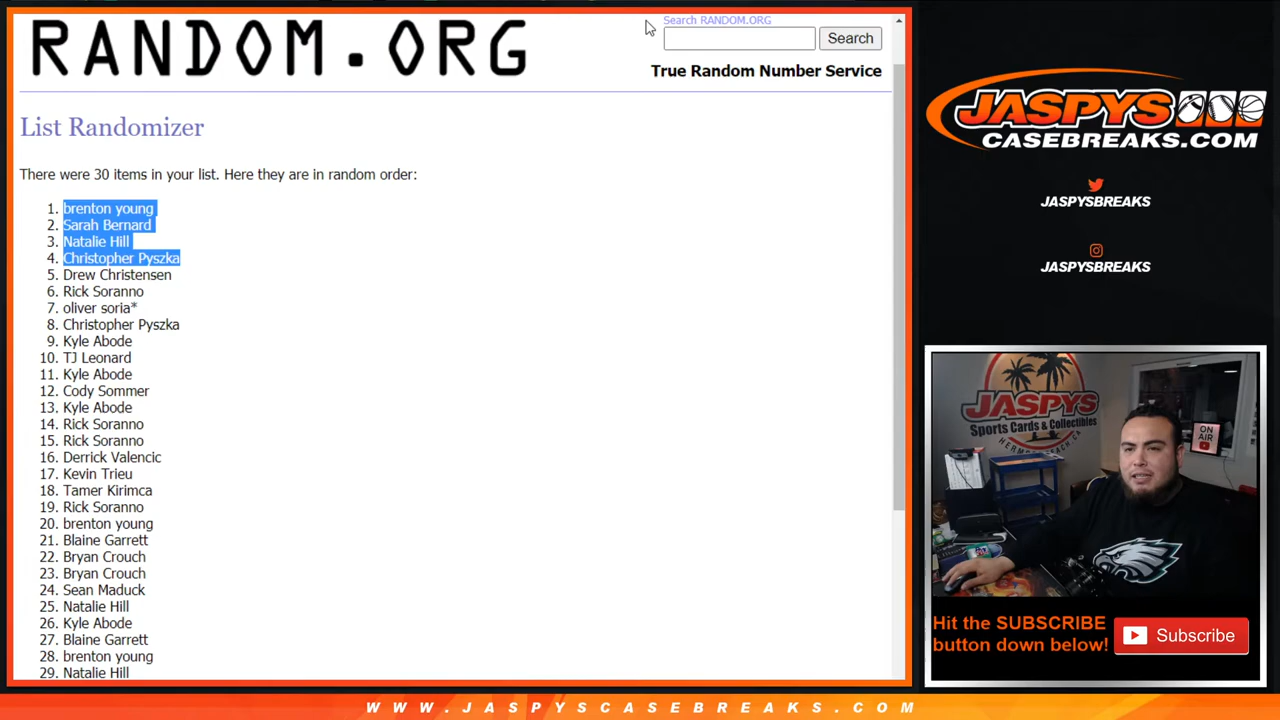 RANDOM.ORG
Search RANDOM.ORG
Search
True Random Number Service
List Randomizer
There were 30 items in your list. Here they are in random order:
1. brenton young
2. Sarah Bernard
3. Natalie Hill
4. Christopher Pyszka
5. Drew Christensen
6. Rick Soranno
7. oliver soria*
8. Christopher Pyszka
9. Kyle Abode
10. TJ Leonard
11. Kyle Abode
12. Cody Sommer
13. Kyle Abode
14. Rick Soranno
15. Rick Soranno
16. Derrick Valencic
17. Kevin Trieu
18. Tamer Kirimca
19. Rick Soranno
20. brenton young
21. Blaine Garrett
22. Bryan Crouch
23. Bryan Crouch
24. Sean Maduck
25. Natalie Hill
26. Kyle Abode
27. Blaine Garrett
28. brenton young
29. Natalie Hill
JASPYS
CASEBREAKS.COM
JASPYSBREAKS
JASPYSBREAKS
JASPYS
Sports Cards & Collectibles
HERMOSA BEACH, CA
ON
AIR
Hit the SUBSCRIBE
button down below!
Subscribe
WWW.JASPYSCASEBREAKS.COM